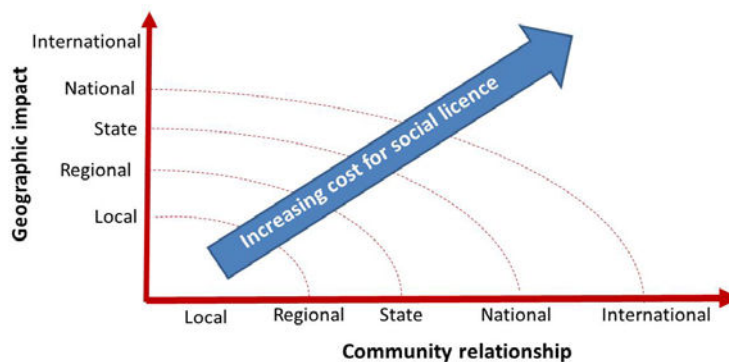 International
National
State
Regional
Local
Geographic impact
Increasing cost for social licence
Local Regional State National International
Community relationship